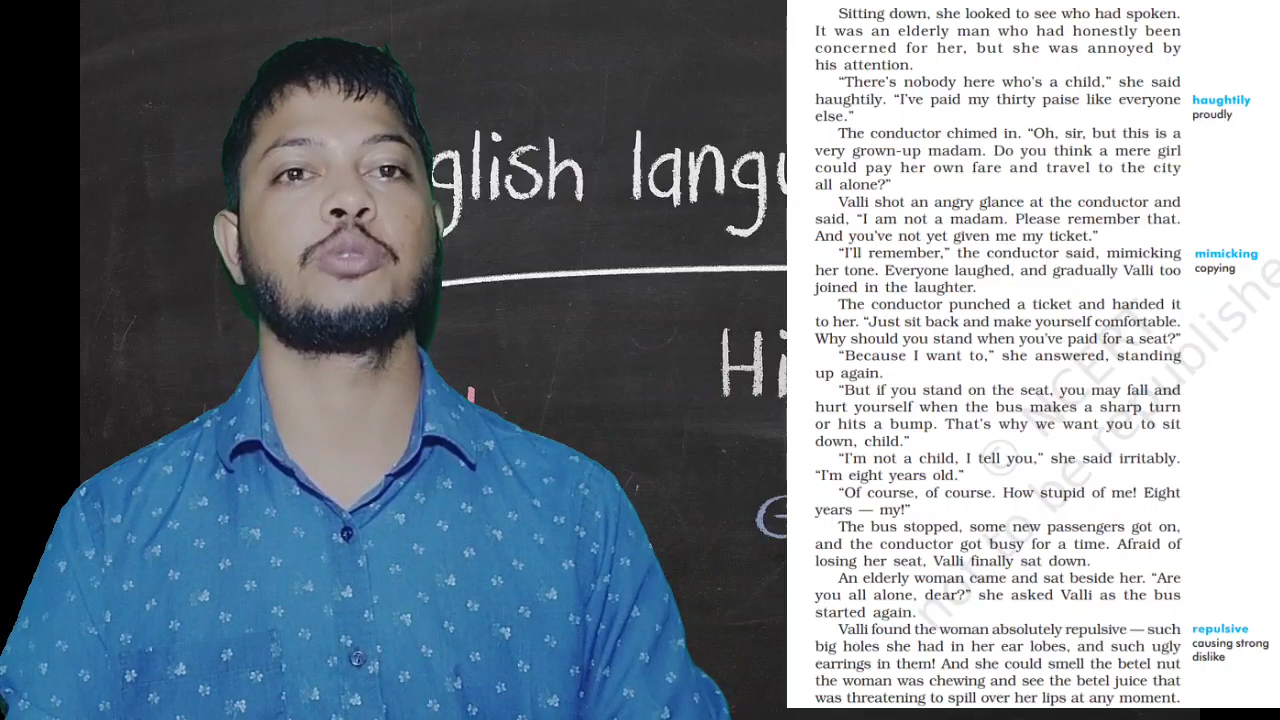 glish langu
Hi
Sitting down, she looked to see who had spoken.
It was an elderly man who had honestly been
concerned for her, but she was annoyed by
his attention.
“There’s nobody here who’s a child,” she said
haughtily. “I’ve paid my thirty paise like everyone
else.”
haughtily
proudly
The conductor chimed in. “Oh, sir, but this is a
very grown-up madam. Do you think a mere girl
could pay her own fare and travel to the city
all alone?”
Valli shot an angry glance at the conductor and
said, “I am not a madam. Please remember that.
And you’ve not yet given me my ticket.”
“I’ll remember,” the conductor said, mimicking
her tone. Everyone laughed, and gradually Valli too
joined in the laughter.
mimicking
copying
The conductor punched a ticket and handed it
to her. “Just sit back and make yourself comfortable.
Why should you stand when you’ve paid for a seat?”
“Because I want to,” she answered, standing
up again.
“But if you stand on the seat, you may fall and
hurt yourself when the bus makes a sharp turn
or hits a bump. That’s why we want you to sit
down, child.”
“I’m not a child, I tell you,” she said irritably.
“I’m eight years old.”
“Of course, of course. How stupid of me! Eight
years — my!”
The bus stopped, some new passengers got on,
and the conductor got busy for a time. Afraid of
losing her seat, Valli finally sat down.
An elderly woman came and sat beside her. “Are
you all alone, dear?” she asked Valli as the bus
started again.
Valli found the woman absolutely repulsive — such
big holes she had in her ear lobes, and such ugly
earrings in them! And she could smell the betel nut
the woman was chewing and see the betel juice that
was threatening to spill over her lips at any moment.
repulsive
causing strong
dislike
© NCERT
not to be republishe